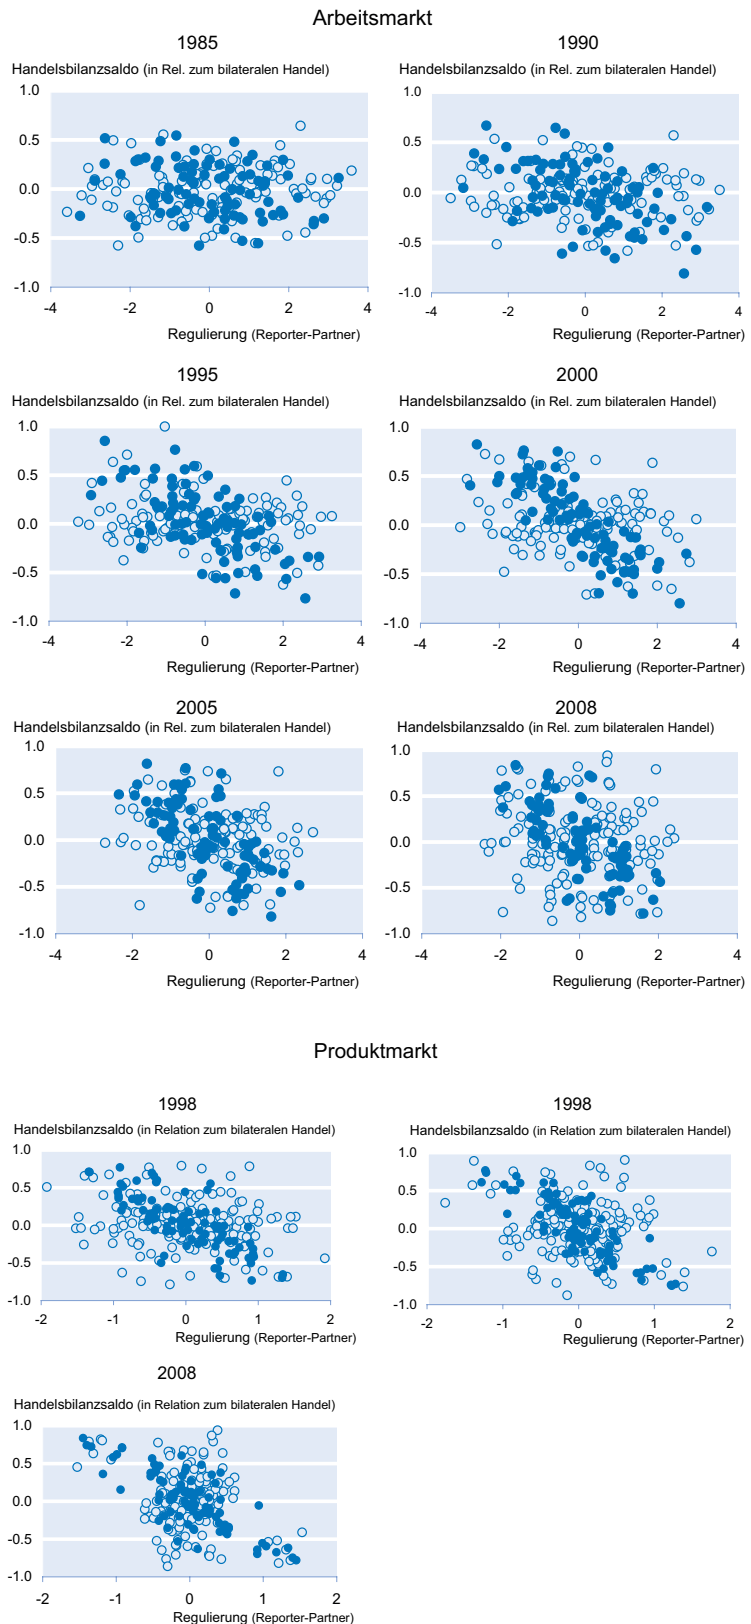 Arbeitsmarkt
1985
Handelsbilanzsaldo (in Rel. zum bilateralen Handel)
1.0
0.5
0.0
-0.5
-1.0
-4 -2 0 2 4
Regulierung (Reporter-Partner)
1990
Handelsbilanzsaldo (in Rel. zum bilateralen Handel)
1.0
0.5
0.0
-0.5
-1.0
-4 -2 0 2 4
Regulierung (Reporter-Partner)
1995
Handelsbilanzsaldo (in Rel. zum bilateralen Handel)
1.0
0.5
0.0
-0.5
-1.0
-4 -2 0 2 4
Regulierung (Reporter-Partner)
2000
Handelsbilanzsaldo (in Rel. zum bilateralen Handel)
1.0
0.5
0.0
-0.5
-1.0
-4 -2 0 2 4
Regulierung (Reporter-Partner)
2005
Handelsbilanzsaldo (in Rel. zum bilateralen Handel)
1.0
0.5
0.0
-0.5
-1.0
-4 -2 0 2 4
Regulierung (Reporter-Partner)
2008
Handelsbilanzsaldo (in Rel. zum bilateralen Handel)
1.0
0.5
0.0
-0.5
-1.0
-4 -2 0 2 4
Regulierung (Reporter-Partner)
Produktmarkt
1998
Handelsbilanzsaldo (in Relation zum bilateralen Handel)
1.0
0.5
0.0
-0.5
-1.0
-2 -1 0 1 2
Regulierung (Reporter-Partner)
1998
Handelsbilanzsaldo (in Relation zum bilateralen Handel)
1.0
0.5
0.0
-0.5
-1.0
-2 -1 0 1 2
Regulierung (Reporter-Partner)
2008
Handelsbilanzsaldo (in Relation zum bilateralen Handel)
1.0
0.5
0.0
-0.5
-1.0
-2 -1 0 1 2
Regulierung (Reporter-Partner)